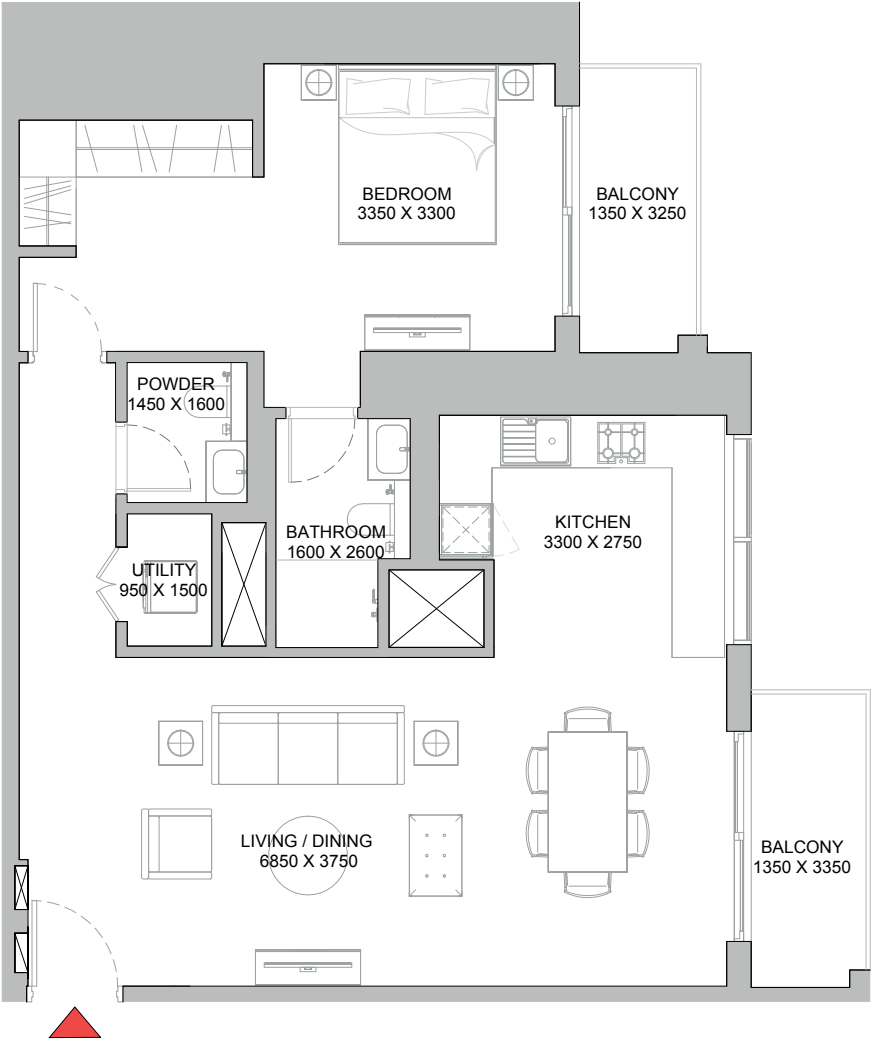 BEDROOM
3350 X 3300
BALCONY
1350 X 3250
POWDER
1450 X 1600
KITCHEN
3300 X 2750
BATHROOM
1600 X 2600
UTILITY
950 X 1500
LIVING / DINING
6850 X 3750
BALCONY
1350 X 3350